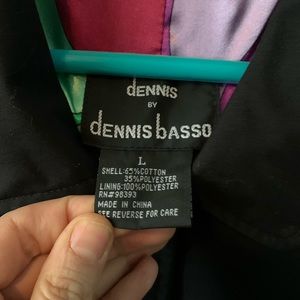 dENNIS
BY
dENNIS bASSO
L
SHELL:65%COTTON
35%POLYESTER
LINING:100%POLYESTER
RN#98393
MADE IN CHINA
SEE REVERSE FOR CARE